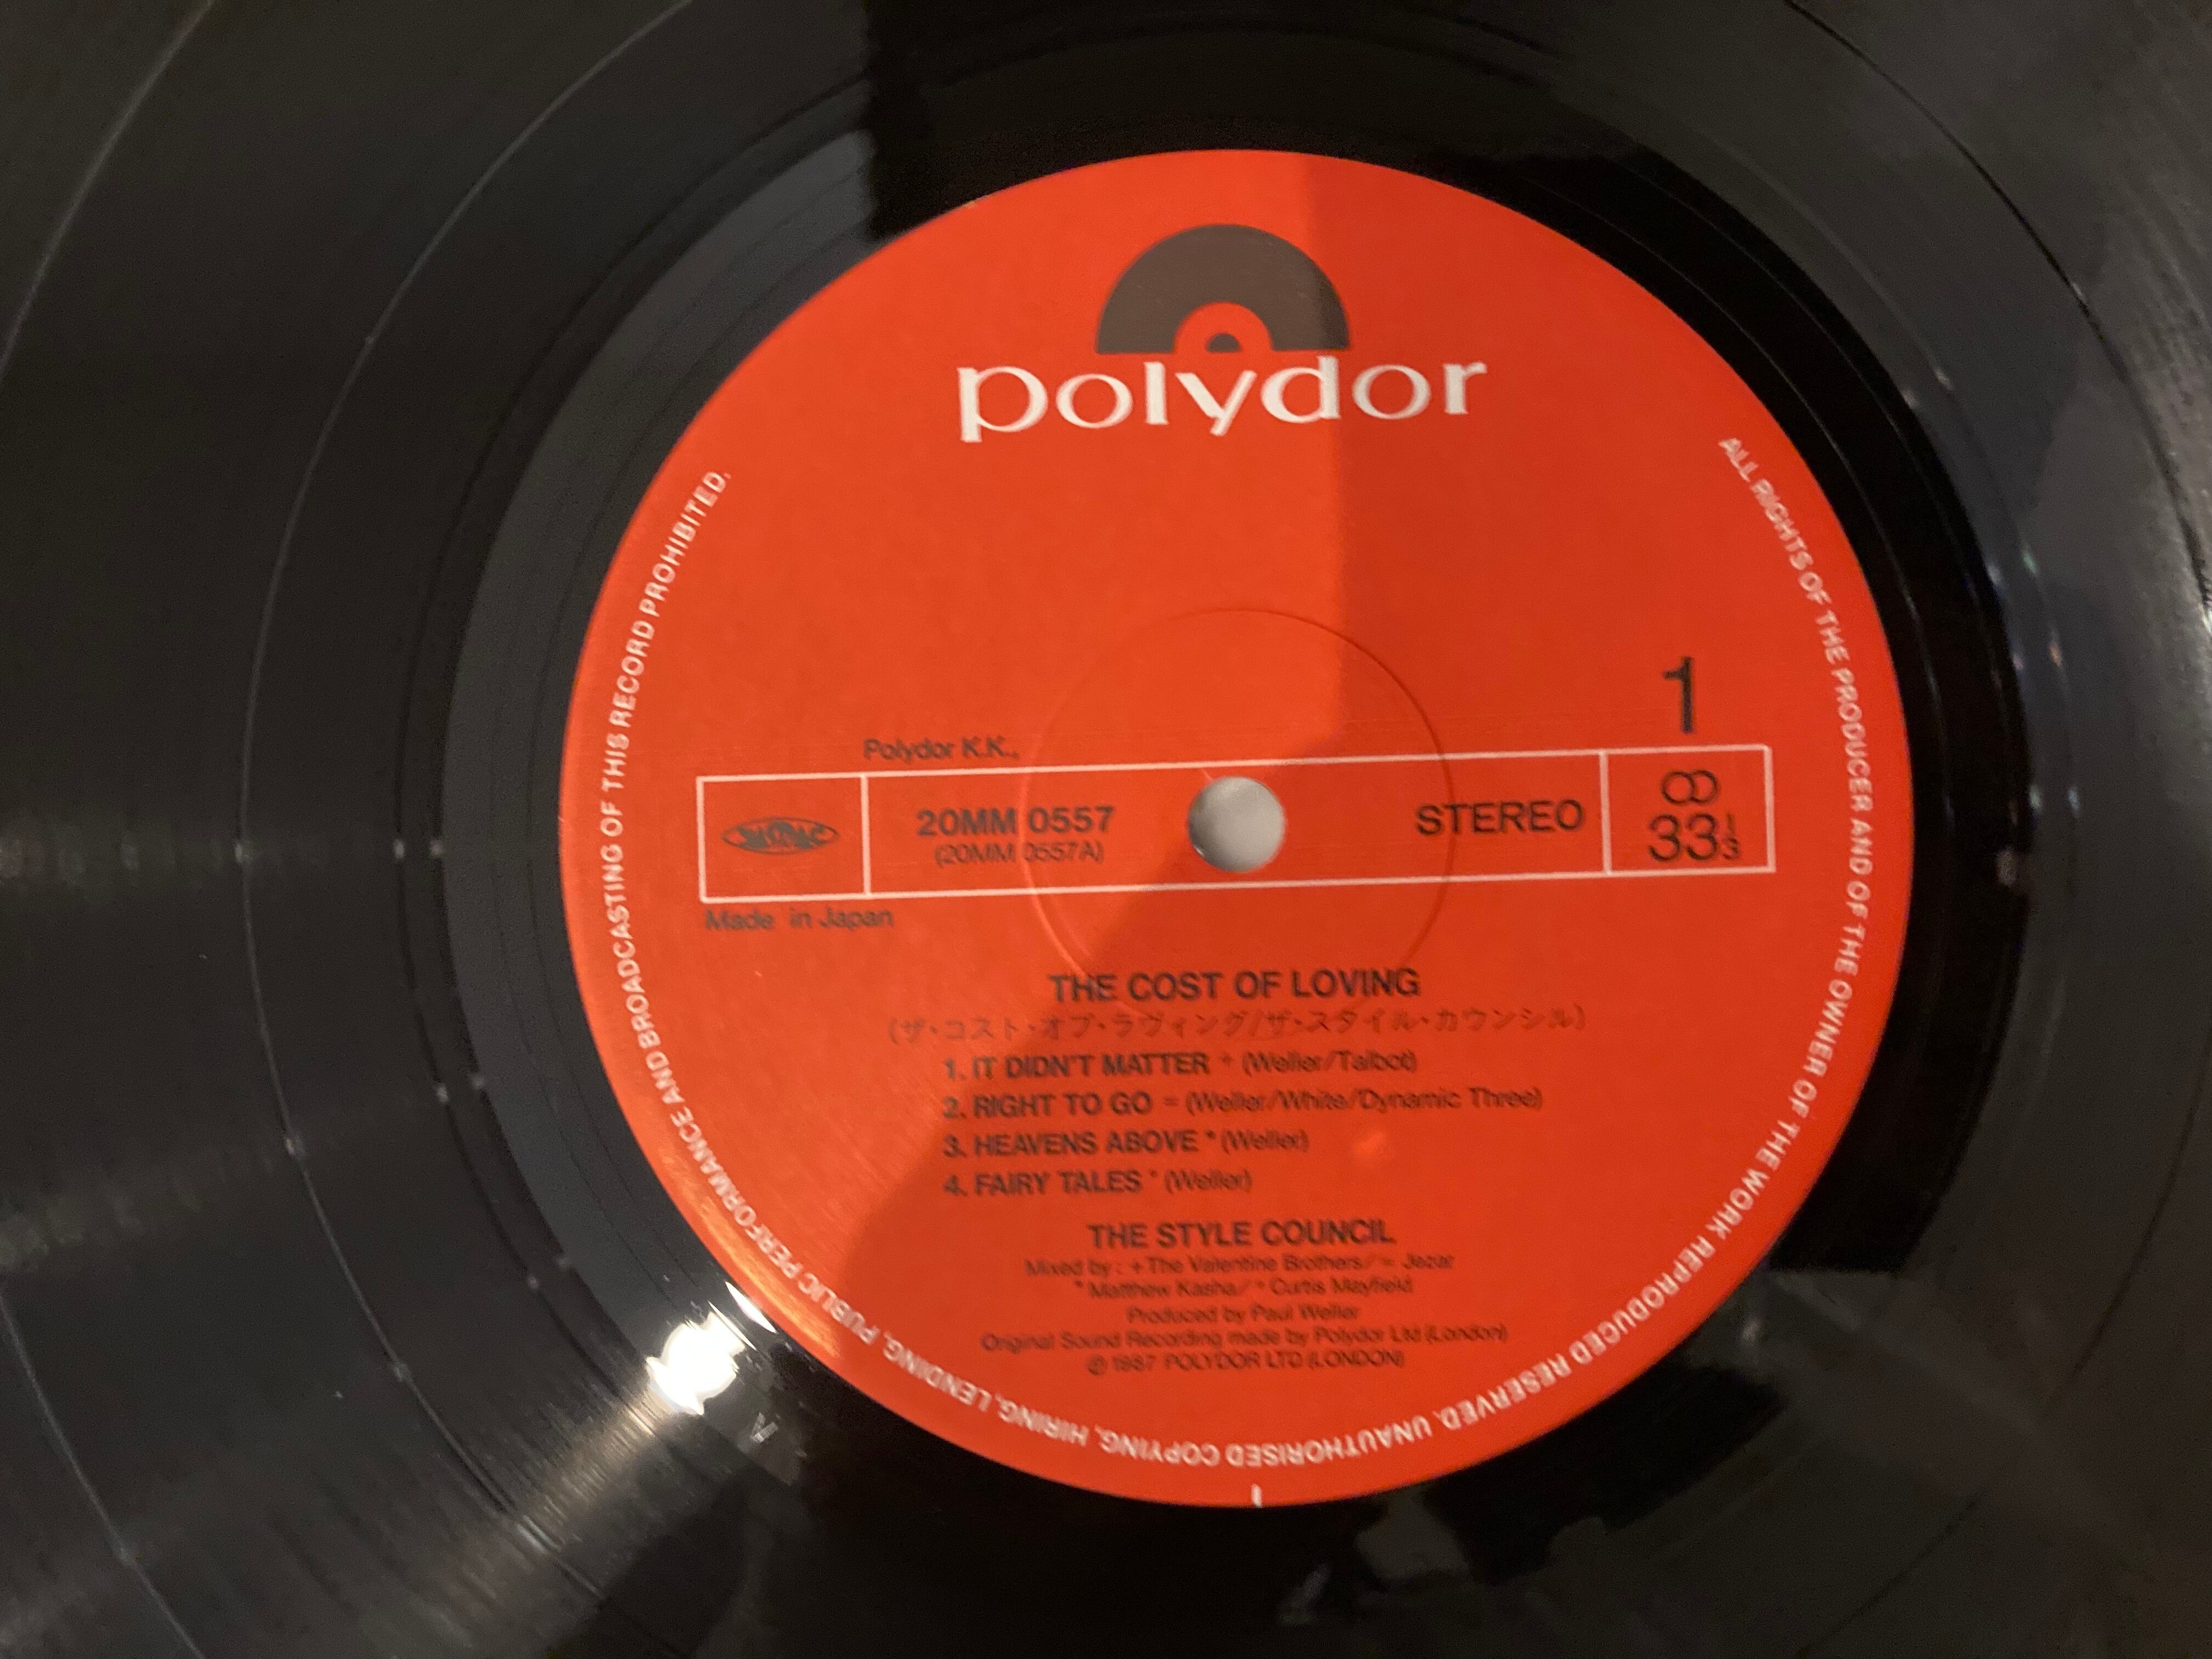 polydor
1
Polydor K.K.,
20MM 0557
(20MM 0557A)
STEREO
33 1/3
Made in Japan
THE COST OF LOVING
(ザ・コスト・オブ・ラヴィング/ザ・スタイル・カウンシル)
1. IT DIDN'T MATTER + (Weller/Talbot)
2. RIGHT TO GO = (Weller/White/Dynamic Three)
3. HEAVENS ABOVE * (Weller)
4. FAIRY TALES ° (Weller)
THE STYLE COUNCIL
Mixed by : +The Valentine Brothers/ = Jezar
* Matthew Kasha/ ° Curtis Mayfield
Produced by Paul Weller
Original Sound Recording made by Polydor Ltd (London)
℗ 1987 POLYDOR LTD (LONDON)
ALL RIGHTS OF THE PRODUCER AND OF THE OWNER OF THE WORK REPRODUCED RESERVED. UNAUTHORISED COPYING, HIRING, LENDING, PUBLIC PERFORMANCE AND BROADCASTING OF THIS RECORD PROHIBITED.